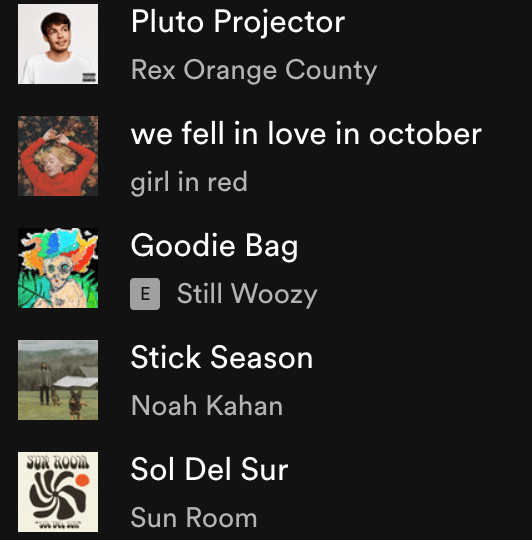 Pluto Projector
Rex Orange County
we fell in love in october
girl in red
Goodie Bag
E Still Woozy
Stick Season
Noah Kahan
SUN ROOM
"SOL DEL SUR"
Sol Del Sur
Sun Room